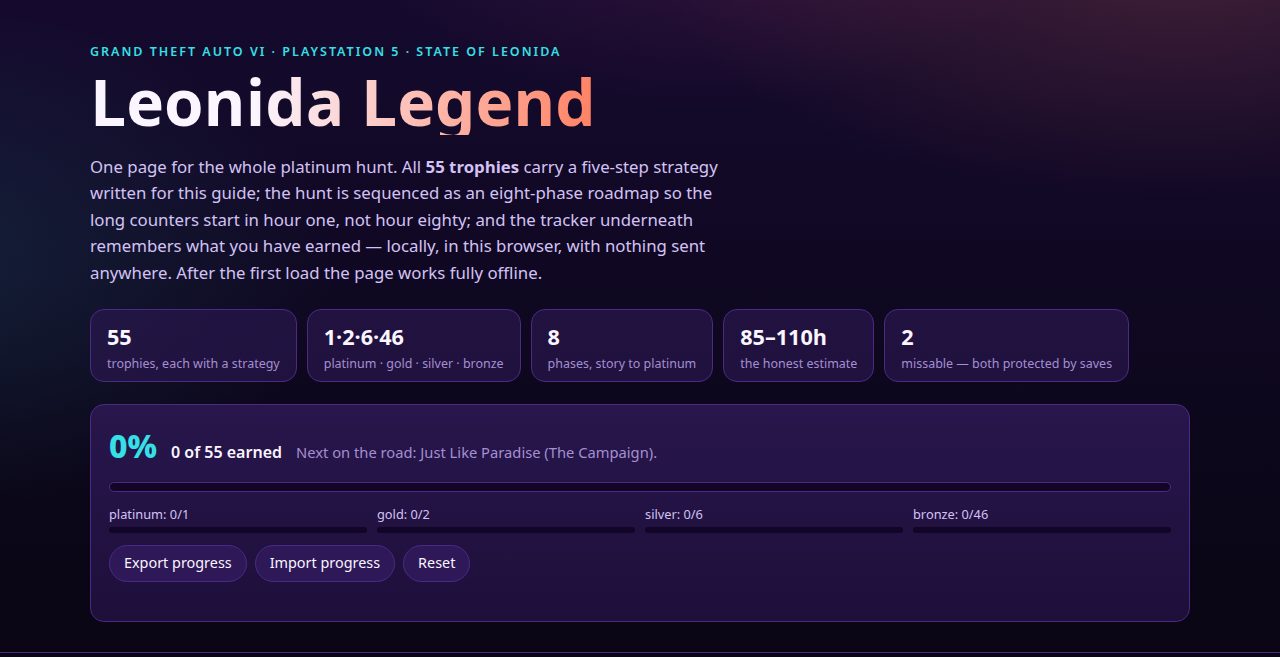 GRAND THEFT AUTO VI · PLAYSTATION 5 · STATE OF LEONIDA
Leonida Legend
One page for the whole platinum hunt. All 55 trophies carry a five-step strategy
written for this guide; the hunt is sequenced as an eight-phase roadmap so the
long counters start in hour one, not hour eighty; and the tracker underneath
remembers what you have earned — locally, in this browser, with nothing sent
anywhere. After the first load the page works fully offline.
55
trophies, each with a strategy
1·2·6·46
platinum · gold · silver · bronze
8
phases, story to platinum
85–110h
the honest estimate
2
missable — both protected by saves
0% 0 of 55 earned Next on the road: Just Like Paradise (The Campaign).
platinum: 0/1 gold: 0/2 silver: 0/6 bronze: 0/46
Export progress Import progress Reset